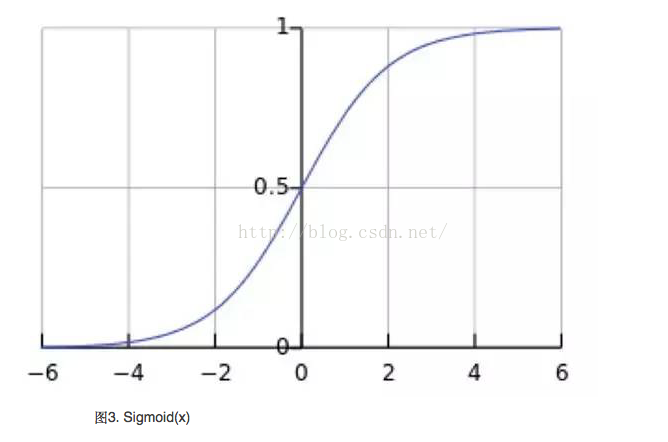 1
0.5
http://blog.csdn.net/
0
−6 −4 −2 0 2 4 6
图3. Sigmoid(x)